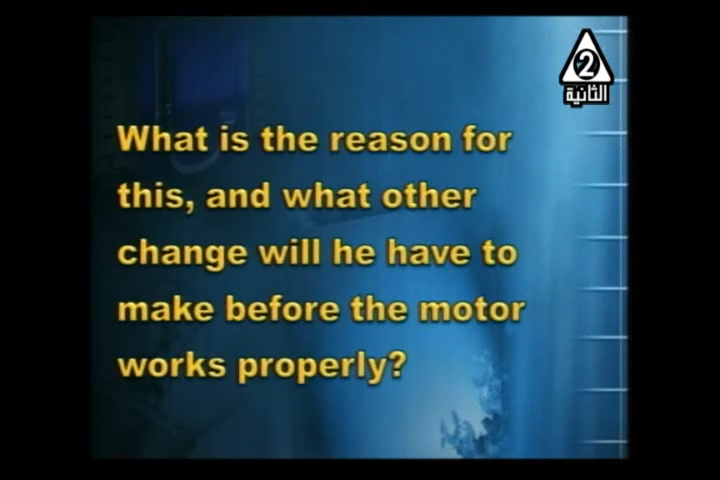 2
الثانية
What is the reason for
this, and what other
change will he have to
make before the motor
works properly?